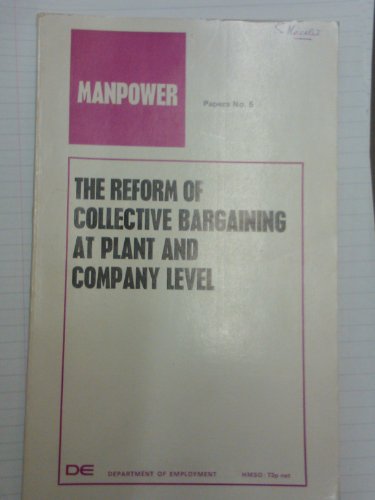 MANPOWER
Papers No. 5
THE REFORM OF
COLLECTIVE BARGAINING
AT PLANT AND
COMPANY LEVEL
DE DEPARTMENT OF EMPLOYMENT HMSO 72p net